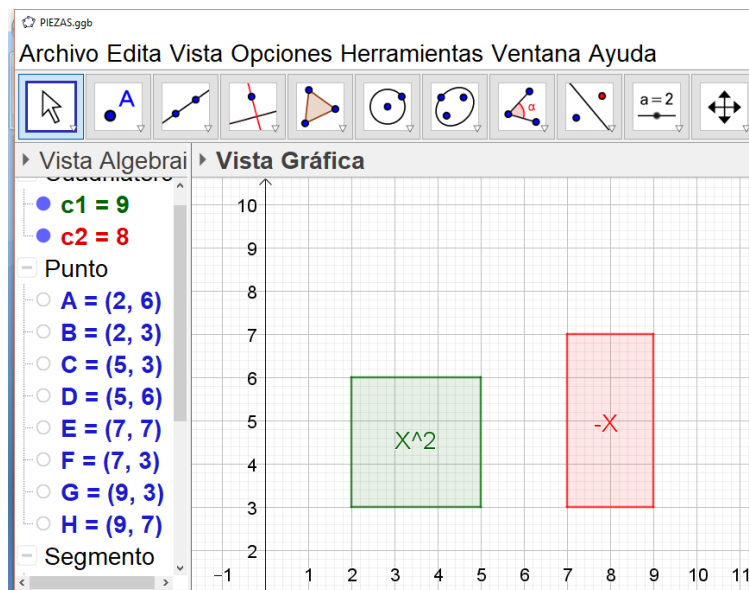 PIEZAS.ggb
Archivo Edita Vista Opciones Herramientas Ventana Ayuda
A
α
a = 2
Vista Algebrai
Vista Gráfica
Cuadrilátero
c1 = 9
c2 = 8
Punto
A = (2, 6)
B = (2, 3)
C = (5, 3)
D = (5, 6)
E = (7, 7)
F = (7, 3)
G = (9, 3)
H = (9, 7)
Segmento
10
9
8
7
6
5
4
3
2
X^2
-X
–1 1 2 3 4 5 6 7 8 9 10 11